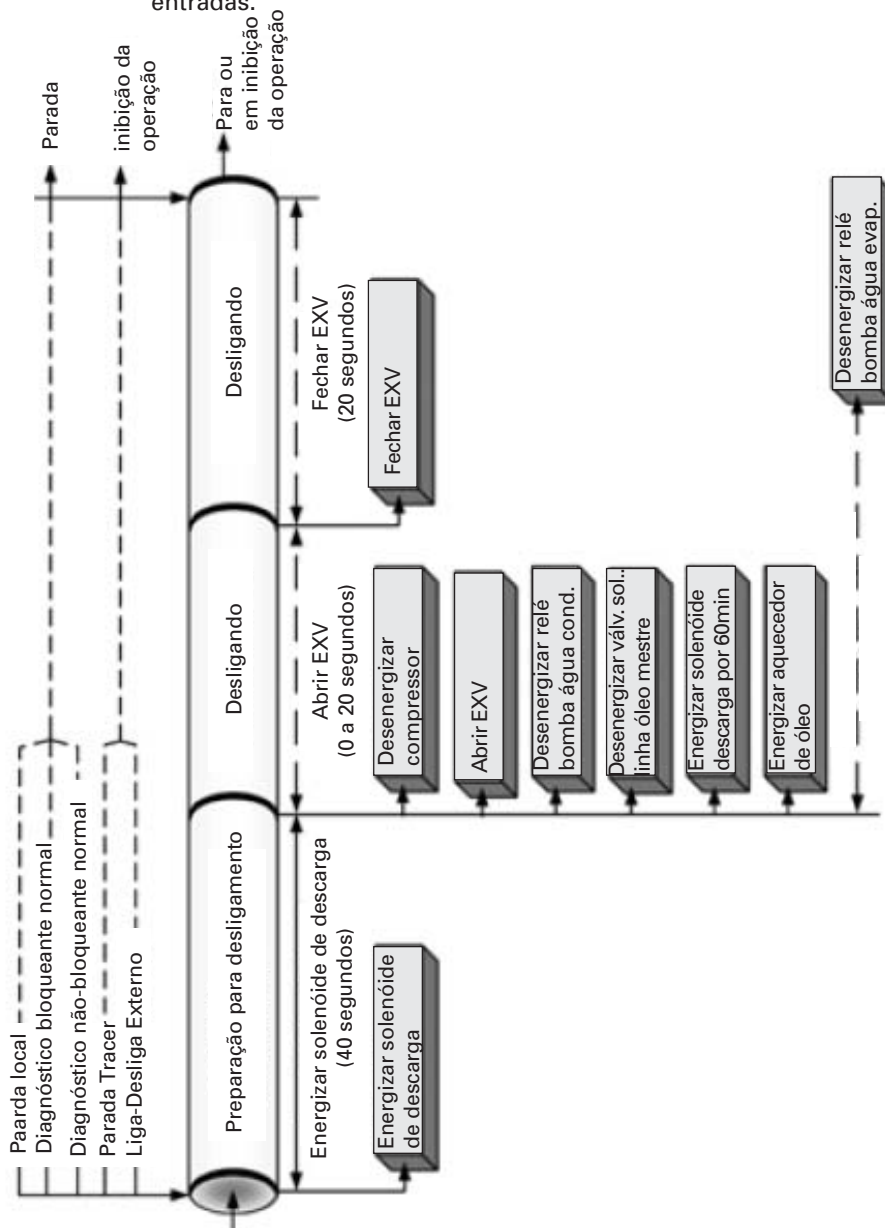 entradas.
Paarda local
Diagnóstico bloqueante normal
Diagnóstico não-bloqueante normal
Parada Tracer
Liga-Desliga Externo
Parada
inibição da
operação
Preparação para desligamento
Desligando
Desligando
Para ou
em inibição
da operação
Energizar solenóide de descarga
(40 segundos)
Abrir EXV
(0 a 20 segundos)
Fechar EXV
(20 segundos)
Energizar solenóide
de descarga
Desenergizar
compressor
Abrir EXV
Desenergizar relé
bomba água cond.
Desenergizar válv. sol..
linha óleo mestre
Energizar solenóide
descarga por 60min
Energizar aquecedor
de óleo
Fechar EXV
Desenergizar relé
bomba água evap.